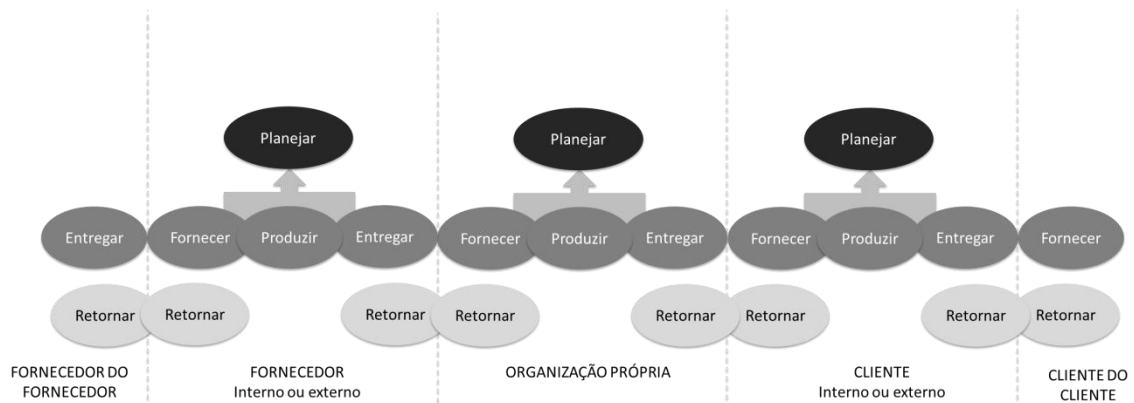 Planejar
Planejar
Planejar
Entregar
Fornecer
Produzir
Entregar
Fornecer
Produzir
Entregar
Fornecer
Produzir
Entregar
Fornecer
Retornar
Retornar
Retornar
Retornar
Retornar
Retornar
Retornar
Retornar
FORNECEDOR DO
FORNECEDOR
FORNECEDOR
Interno ou externo
ORGANIZAÇÃO PRÓPRIA
CLIENTE
Interno ou externo
CLIENTE DO
CLIENTE